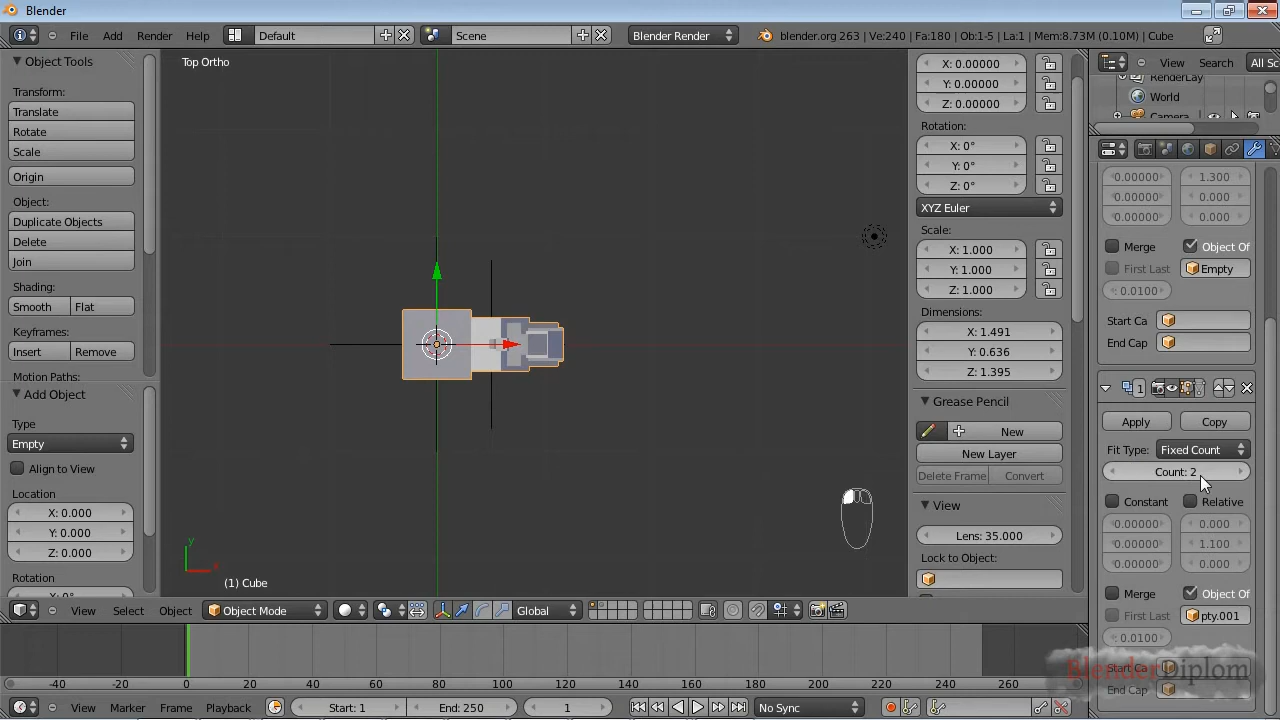 Blender
File Add Render Help Default Scene Blender Render blender.org 263 | Ve:240 | Fa:180 | Ob:1-5 | La:1 | Mem:8.73M (0.10M) | Cube
Object Tools
Transform:
Translate
Rotate
Scale
Origin
Object:
Duplicate Objects
Delete
Join
Shading:
Smooth Flat
Keyframes:
Insert Remove
Motion Paths:
Add Object
Type
Empty
Align to View
Location
X: 0.000
Y: 0.000
Z: 0.000
Rotation
Top Ortho
y
x
(1) Cube
View Select Object Object Mode Global
X: 0.00000
Y: 0.00000
Z: 0.00000
Rotation:
X: 0°
Y: 0°
Z: 0°
XYZ Euler
Scale:
X: 1.000
Y: 1.000
Z: 1.000
Dimensions:
X: 1.491
Y: 0.636
Z: 1.395
Grease Pencil
New
New Layer
Delete Frame Convert
View
Lens: 35.000
Lock to Object:
View Search All Sc
RenderLay
World
Camera
0.00000 1.300
0.00000 0.000
0.00000 0.000
Merge Object Of
First Last Empty
0.0100
Start Ca
End Cap
1
Apply Copy
Fit Type: Fixed Count
Count: 2
Constant Relative
0.00000 0.000
0.00000 1.100
0.00000 0.000
Merge Object Of
First Last pty.001
0.0100
Start Ca
End Cap
BlenderDiplom
-40 -20 0 20 40 60 80 100 120 140 160 180 200 220 240 260
View Marker Frame Playback Start: 1 End: 250 1 No Sync